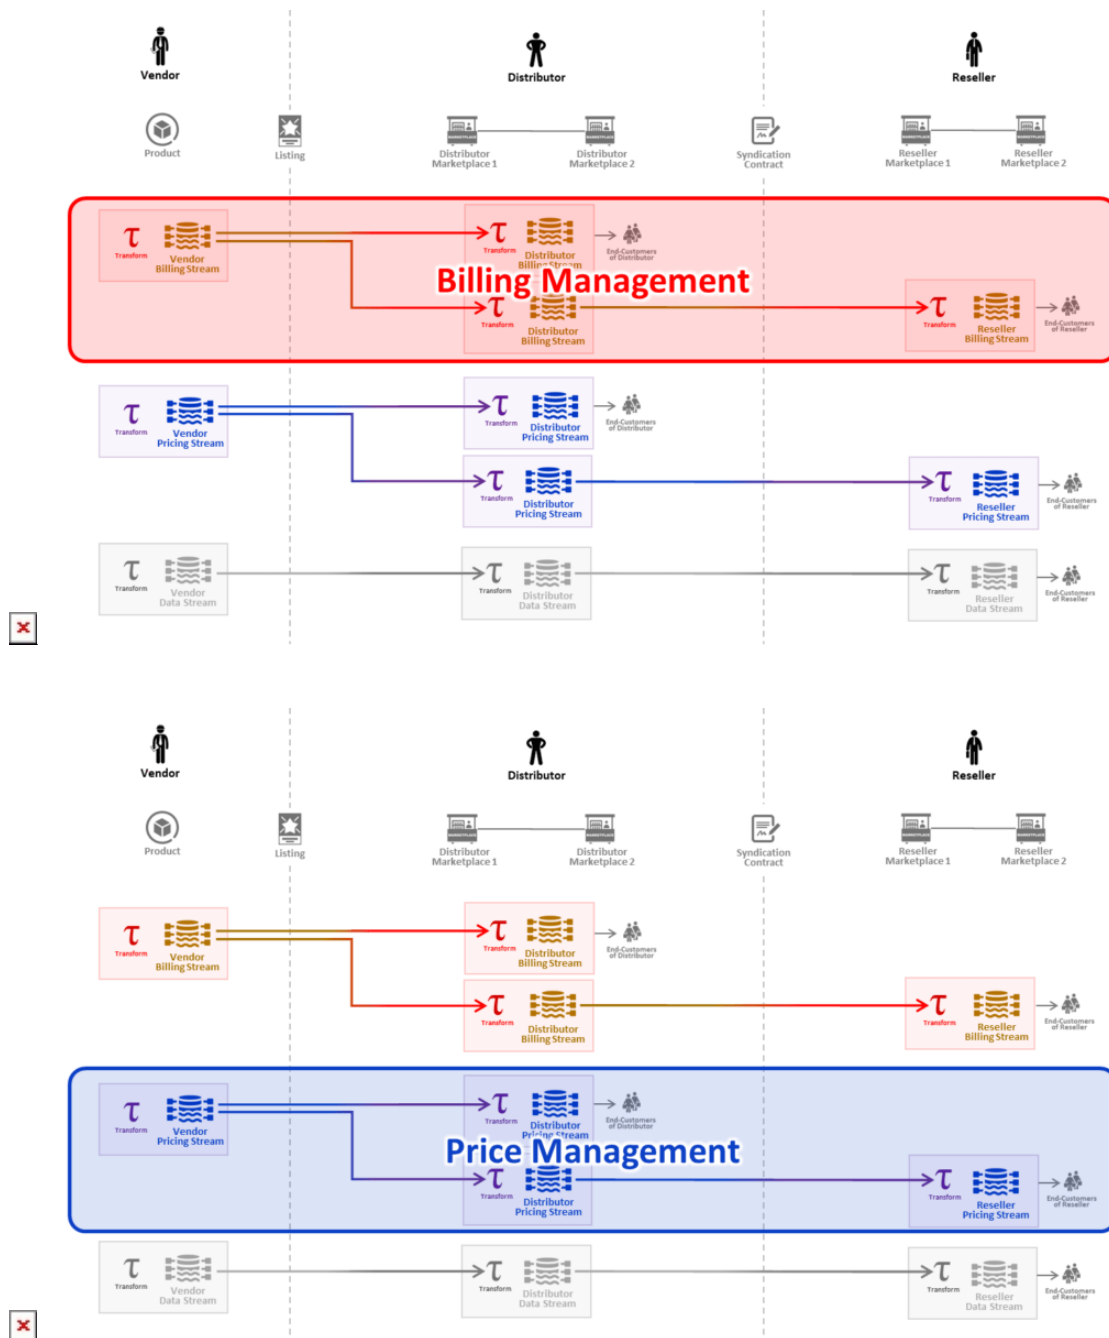 Vendor
Distributor
Reseller
Product
Listing
Distributor
Marketplace 1
Distributor
Marketplace 2
Syndication
Contract
Reseller
Marketplace 1
Reseller
Marketplace 2
τ
Transform
Vendor
Billing Stream
τ
Transform
Distributor
Billing Stream
End-Customers
of Distributor
Billing Management
τ
Transform
Distributor
Billing Stream
τ
Transform
Reseller
Billing Stream
End-Customers
of Reseller
τ
Transform
Vendor
Pricing Stream
τ
Transform
Distributor
Pricing Stream
End-Customers
of Distributor
τ
Transform
Distributor
Pricing Stream
τ
Transform
Reseller
Pricing Stream
End-Customers
of Reseller
τ
Transform
Vendor
Data Stream
τ
Transform
Distributor
Data Stream
τ
Transform
Reseller
Data Stream
End-Customers
of Reseller
Vendor
Distributor
Reseller
Product
Listing
Distributor
Marketplace 1
MARKETPLACE
Distributor
Marketplace 2
Syndication
Contract
MARKETPLACE
Reseller
Marketplace 1
MARKETPLACE
Reseller
Marketplace 2
τ
Transform
Vendor
Billing Stream
τ
Transform
Distributor
Billing Stream
End-Customers
of Distributor
τ
Transform
Distributor
Billing Stream
τ
Transform
Reseller
Billing Stream
End-Customers
of Reseller
τ
Transform
Vendor
Pricing Stream
τ
Transform
Distributor
Pricing Stream
End-Customers
of Distributor
Price Management
τ
Transform
Distributor
Pricing Stream
τ
Transform
Reseller
Pricing Stream
End-Customers
of Reseller
τ
Transform
Vendor
Data Stream
τ
Transform
Distributor
Data Stream
τ
Transform
Reseller
Data Stream
End-Customers
of Reseller